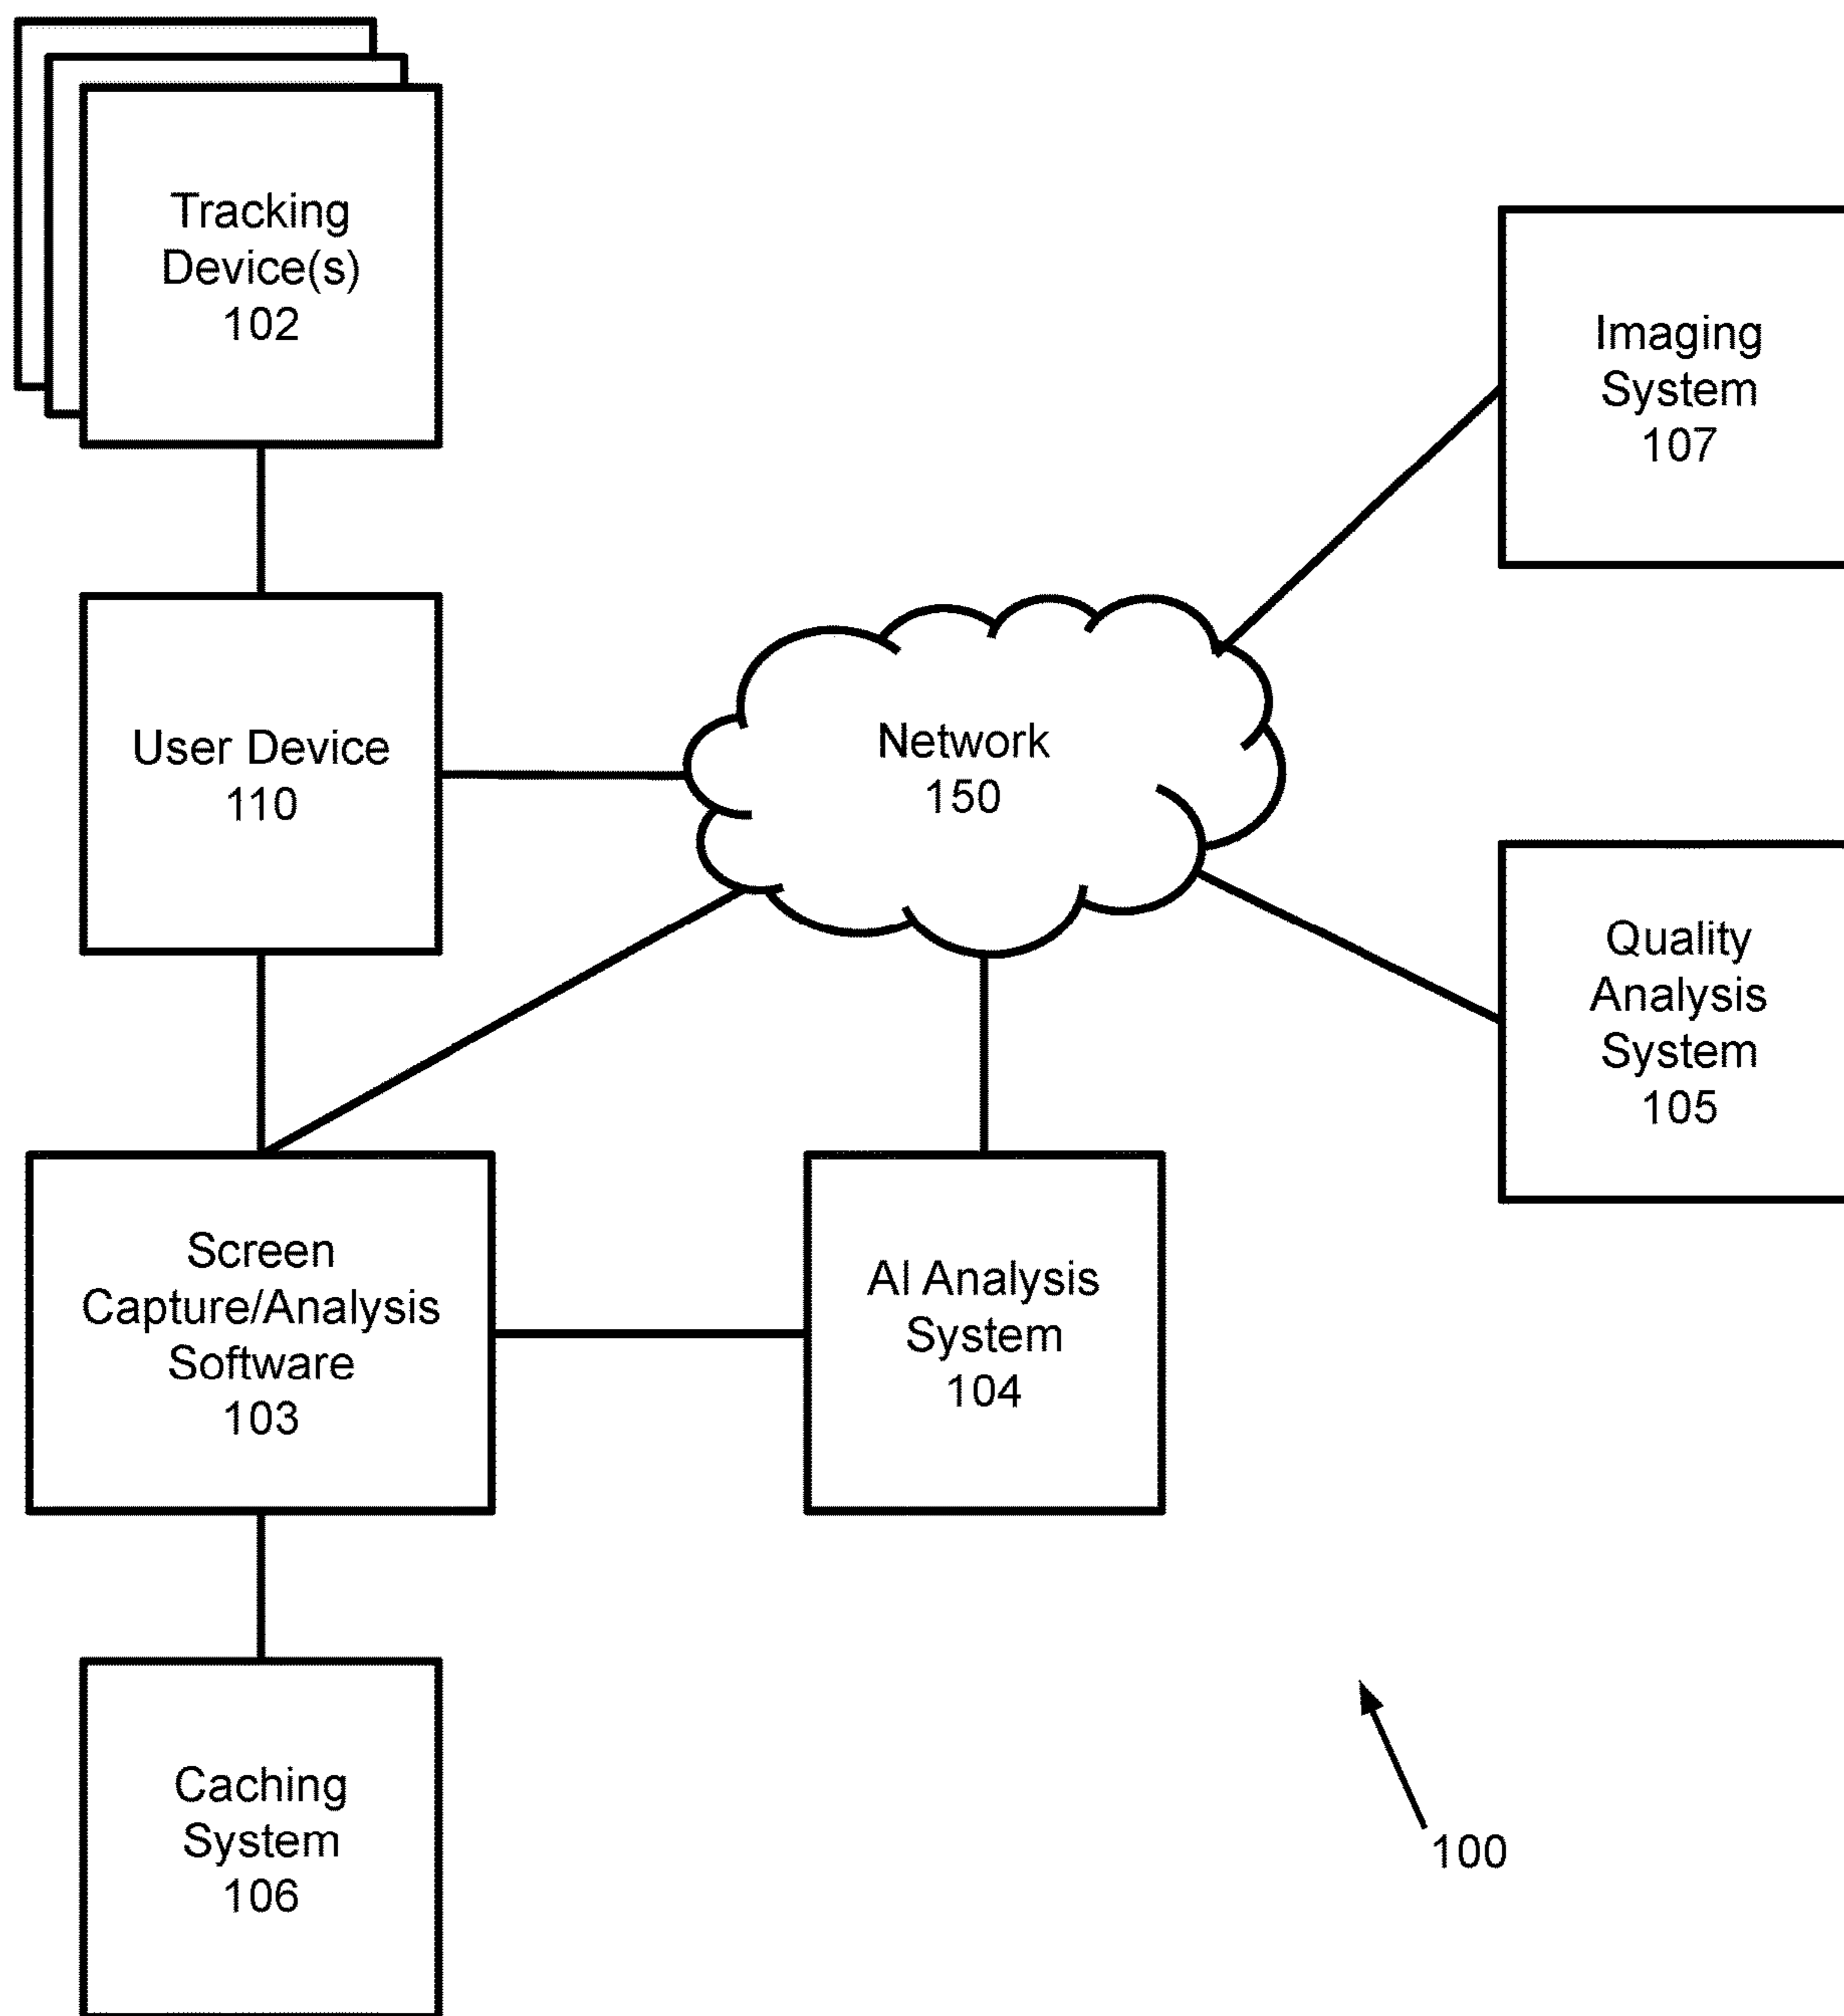 Tracking
Device(s)
102
Imaging
System
107
User Device
110
Network
150
Quality
Analysis
System
105
Screen
Capture/Analysis
Software
103
AI Analysis
System
104
Caching
System
106
100